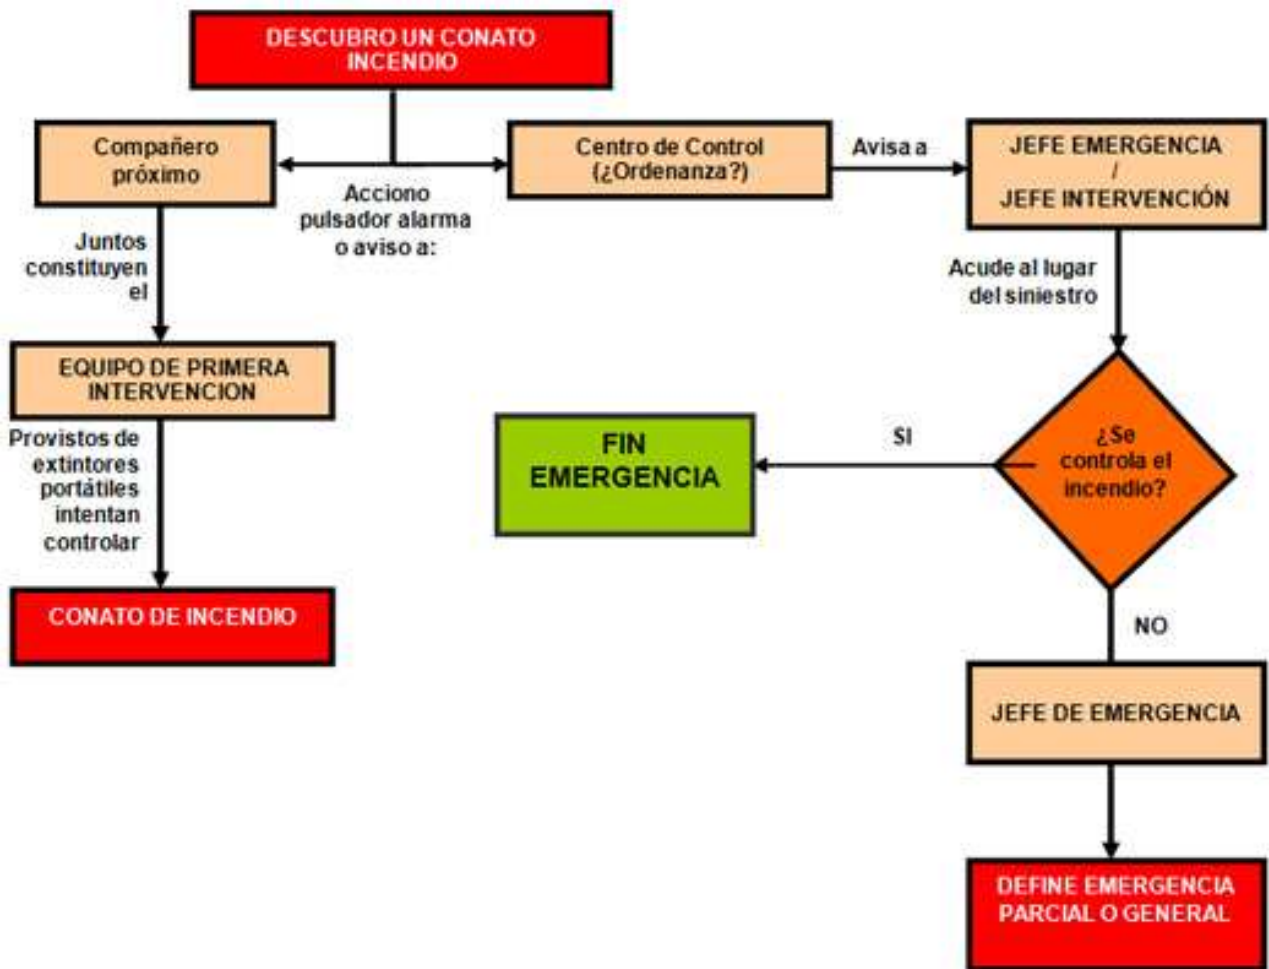 DESCUBRO UN CONATO
INCENDIO
Compañero
próximo
Acciono
pulsador alarma
o aviso a:
Centro de Control
(¿Ordenanza?)
Avisa a
JEFE EMERGENCIA
/
JEFE INTERVENCIÓN
Juntos
constituyen
el
Acude al lugar
del siniestro
EQUIPO DE PRIMERA
INTERVENCION
Provistos de
extintores
portátiles
intentan
controlar
FIN
EMERGENCIA
SI
¿Se
controla el
incendio?
CONATO DE INCENDIO
NO
JEFE DE EMERGENCIA
DEFINE EMERGENCIA
PARCIAL O GENERAL